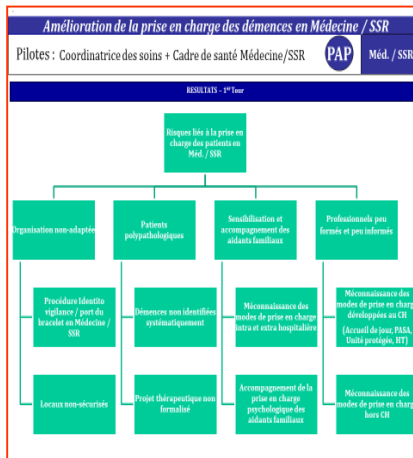 Amélioration de la prise en charge des démences en Médecine / SSR
Pilotes : Coordinatrice des soins + Cadre de santé Médecine/SSR
PAP
Méd. / SSR
RESULTATS – 1er Tour
Risques liés à la prise en
charge des patients en
Méd. / SSR
Organisation non-adaptée
Patients
polypathologiques
Sensibilisation et
accompagnement des
aidants familiaux
Professionnels peu
formés et peu informés
Procédure Identito
vigilance / port du
bracelet en Médecine /
SSR
Démences non identifiées
systématiquement
Méconnaissance des
modes de prise en charge
intra et extra hospitalière
Méconnaissance des
modes de prise en charg
développées au CH
(Accueil de jour, PASA,
Unité protégée, HT)
Locaux non-sécurisés
Projet thérapeutique non
formalisé
Accompagnement de la
prise en charge
psychologique des
aidants familiaux
Méconnaissance des
modes de prise en charg
hors CH